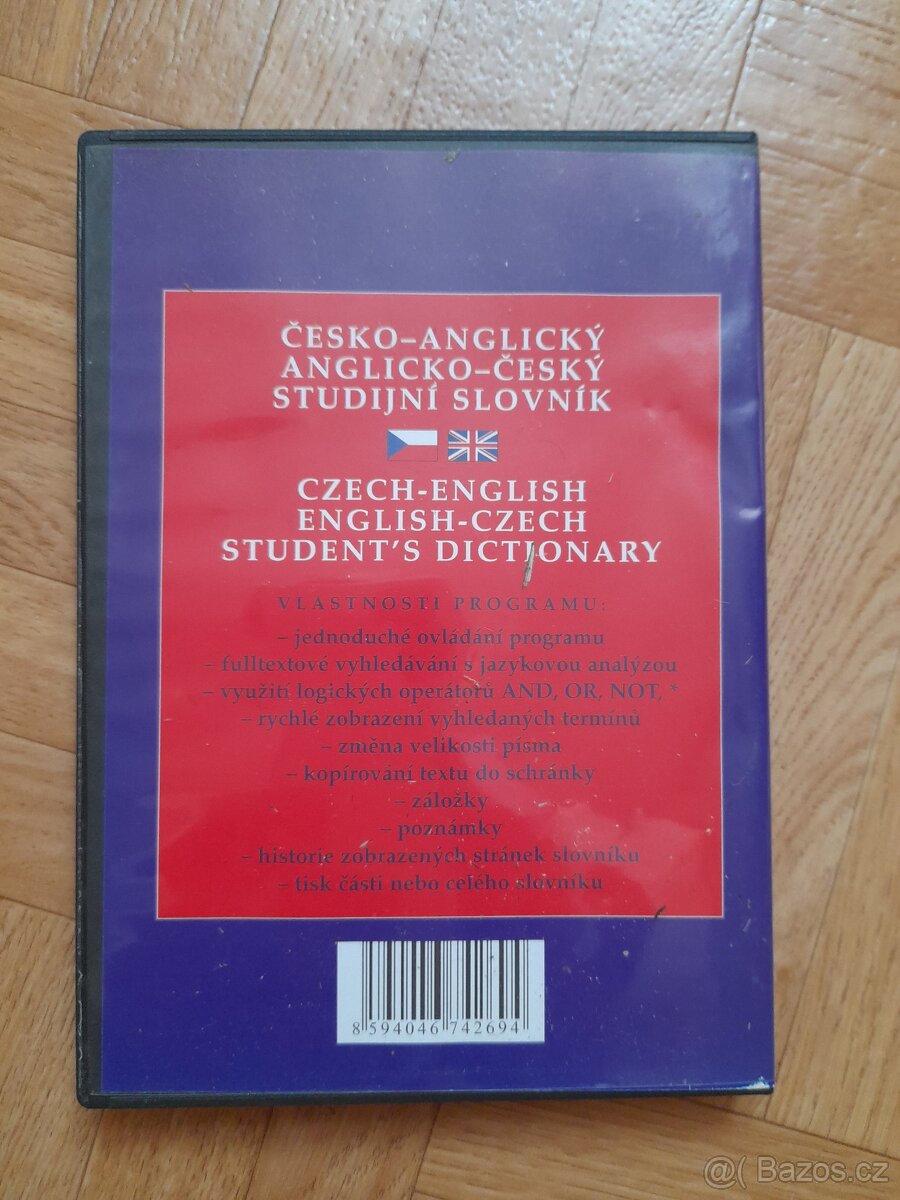 ČESKO–ANGLICKÝ
ANGLICKO–ČESKÝ
STUDIJNÍ SLOVNÍK
CZECH-ENGLISH
ENGLISH-CZECH
STUDENT'S DICTIONARY
VLASTNOSTI PROGRAMU:
– jednoduché ovládání programu
– fulltextové vyhledávání s jazykovou analýzou
– využití logických operátorů AND, OR, NOT, *
– rychlé zobrazení vyhledaných termínů
– změna velikosti písma
– kopírování textu do schránky
– záložky
– poznámky
– historie zobrazených stránek slovníku
– tisk části nebo celého slovníku
8 594046 742694
@( Bazos.cz